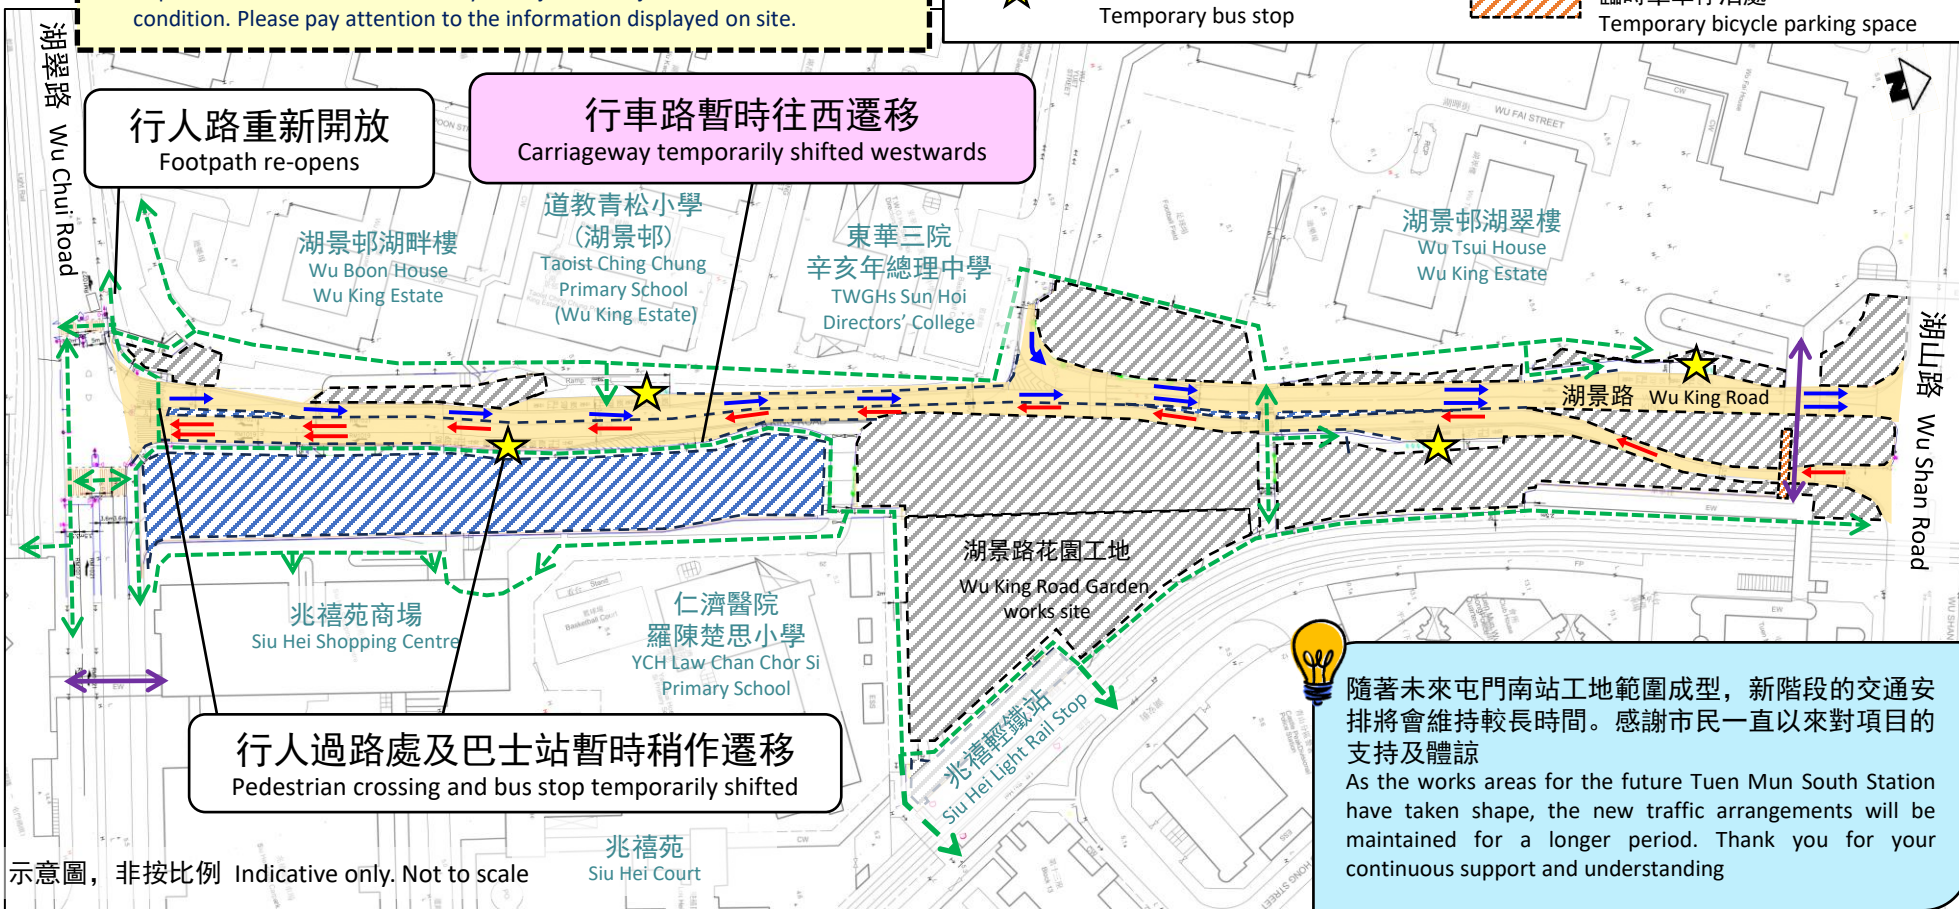 condition. Please pay attention to the information displayed on site.
Temporary bus stop
Temporary bicycle parking space
湖翠路 Wu Chui Road
行人路重新開放
Footpath re-opens
行車路暫時往西遷移
Carriageway temporarily shifted westwards
WU FAI STREET
湖景邨湖畔樓
Wu Boon House
Wu King Estate
道教青松小學
(湖景邨)
Taoist Ching Chung
Primary School
(Wu King Estate)
東華三院
辛亥年總理中學
TWGHs Sun Hoi
Directors’ College
湖景邨湖翠樓
Wu Tsui House
Wu King Estate
湖景路 Wu King Road
湖山路 Wu Shan Road
湖景路花園工地
Wu King Road Garden
works site
兆禧苑商場
Siu Hei Shopping Centre
仁濟醫院
羅陳楚思小學
YCH Law Chan Chor Si
Primary School
兆禧輕鐵站
Siu Hei Light Rail Stop
行人過路處及巴士站暫時稍作遷移
Pedestrian crossing and bus stop temporarily shifted
兆禧苑
Siu Hei Court
示意圖，非按比例 Indicative only. Not to scale
隨著未來屯門南站工地範圍成型，新階段的交通安
排將會維持較長時間。感謝市民一直以來對項目的
支持及體諒
As the works areas for the future Tuen Mun South Station
have taken shape, the new traffic arrangements will be
maintained for a longer period. Thank you for your
continuous support and understanding